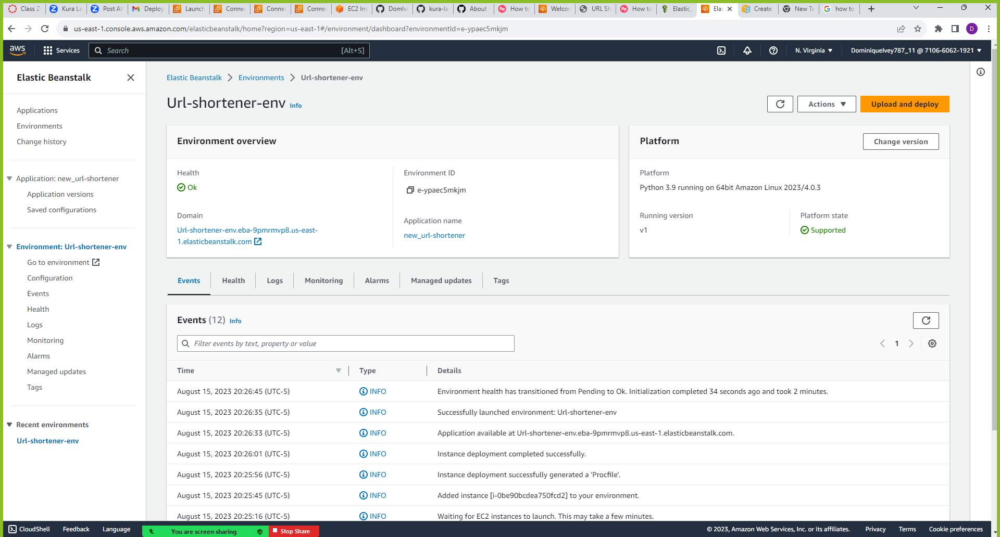 Class Z
Kura La
Post At
Deploy
Launch
Connec
Connec
Connec
EC2 Ins
DomIv
kura-la
About
How to
Welcon
URL Sh
How to
Elastic_
Elas
Create
New Ta
how to
us-east-1.console.aws.amazon.com/elasticbeanstalk/home?region=us-east-1#/environment/dashboard?environmentId=e-ypaec5mkjm
D
aws
Services
Search
[Alt+S]
N. Virginia
DominiqueIvey787_11 @ 7106-6062-1921
Elastic Beanstalk
Applications
Environments
Change history
Application: new_url-shortener
Application versions
Saved configurations
Environment: Url-shortener-env
Go to environment
Configuration
Events
Health
Logs
Monitoring
Alarms
Managed updates
Tags
Recent environments
Url-shortener-env
Elastic Beanstalk > Environments > Url-shortener-env
Url-shortener-env Info
Actions
Upload and deploy
Environment overview
Health
Ok
Domain
Url-shortener-env.eba-9pmrmvp8.us-east-
1.elasticbeanstalk.com
Environment ID
e-ypaec5mkjm
Application name
new_url-shortener
Platform
Change version
Platform
Python 3.9 running on 64bit Amazon Linux 2023/4.0.3
Running version
v1
Platform state
Supported
Events
Health
Logs
Monitoring
Alarms
Managed updates
Tags
Events (12) Info
Filter events by text, property or value
1
Time Type Details
August 15, 2023 20:26:45 (UTC-5) INFO Environment health has transitioned from Pending to Ok. Initialization completed 34 seconds ago and took 2 minutes.
August 15, 2023 20:26:35 (UTC-5) INFO Successfully launched environment: Url-shortener-env
August 15, 2023 20:26:33 (UTC-5) INFO Application available at Url-shortener-env.eba-9pmrmvp8.us-east-1.elasticbeanstalk.com.
August 15, 2023 20:26:01 (UTC-5) INFO Instance deployment completed successfully.
August 15, 2023 20:25:56 (UTC-5) INFO Instance deployment successfully generated a 'Procfile'.
August 15, 2023 20:25:45 (UTC-5) INFO Added instance [i-0be90bcdea750fcd2] to your environment.
August 15, 2023 20:25:16 (UTC-5) INFO Waiting for EC2 instances to launch. This may take a few minutes.
CloudShell
Feedback
Language
You are screen sharing
Stop Share
© 2023, Amazon Web Services, Inc. or its affiliates.
Privacy
Terms
Cookie preferences